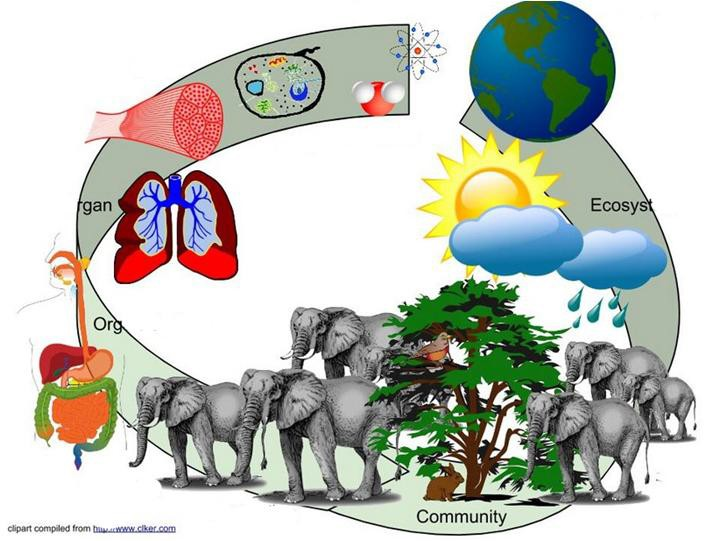 rgan
Ecosyst
Org
Community
clipart compiled from http://www.clker.com